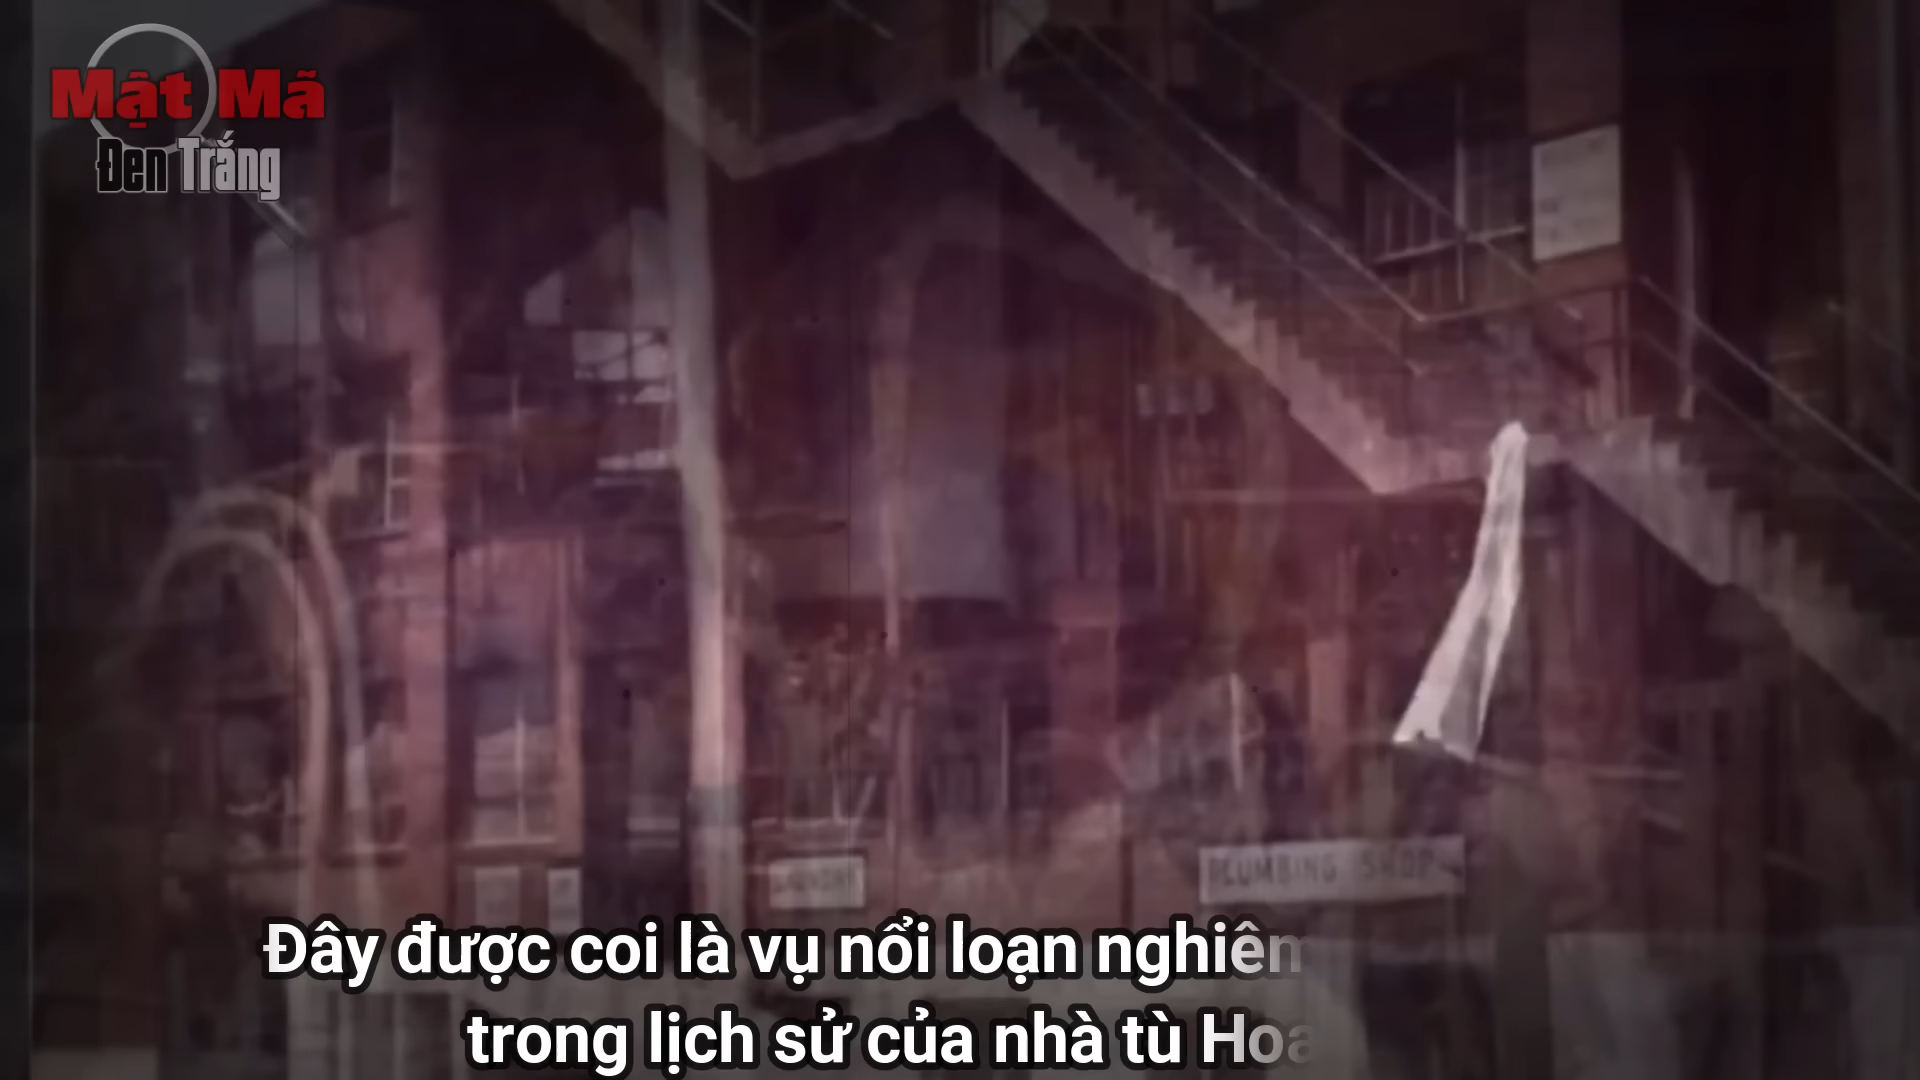 Mật Mã
Đen Trắng
PLUMBING SHOP
Đây được coi là vụ nổi loạn nghiêm
trong lịch sử của nhà tù Hoa